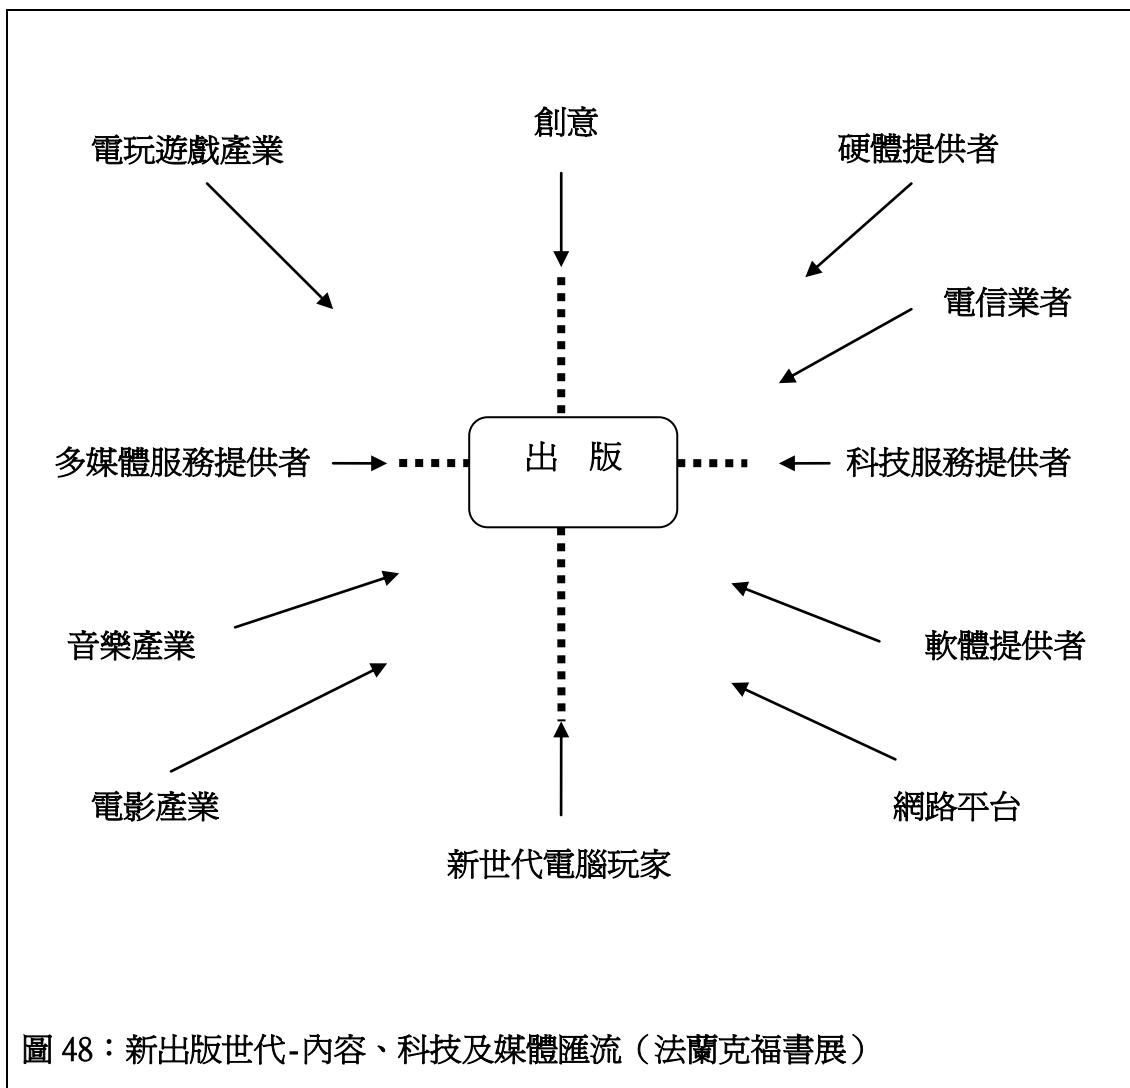 創意
電玩遊戲產業
硬體提供者
電信業者
出 版
多媒體服務提供者
科技服務提供者
音樂產業
軟體提供者
電影產業
網路平台
新世代電腦玩家
圖 48：新出版世代-內容、科技及媒體匯流（法蘭克福書展）